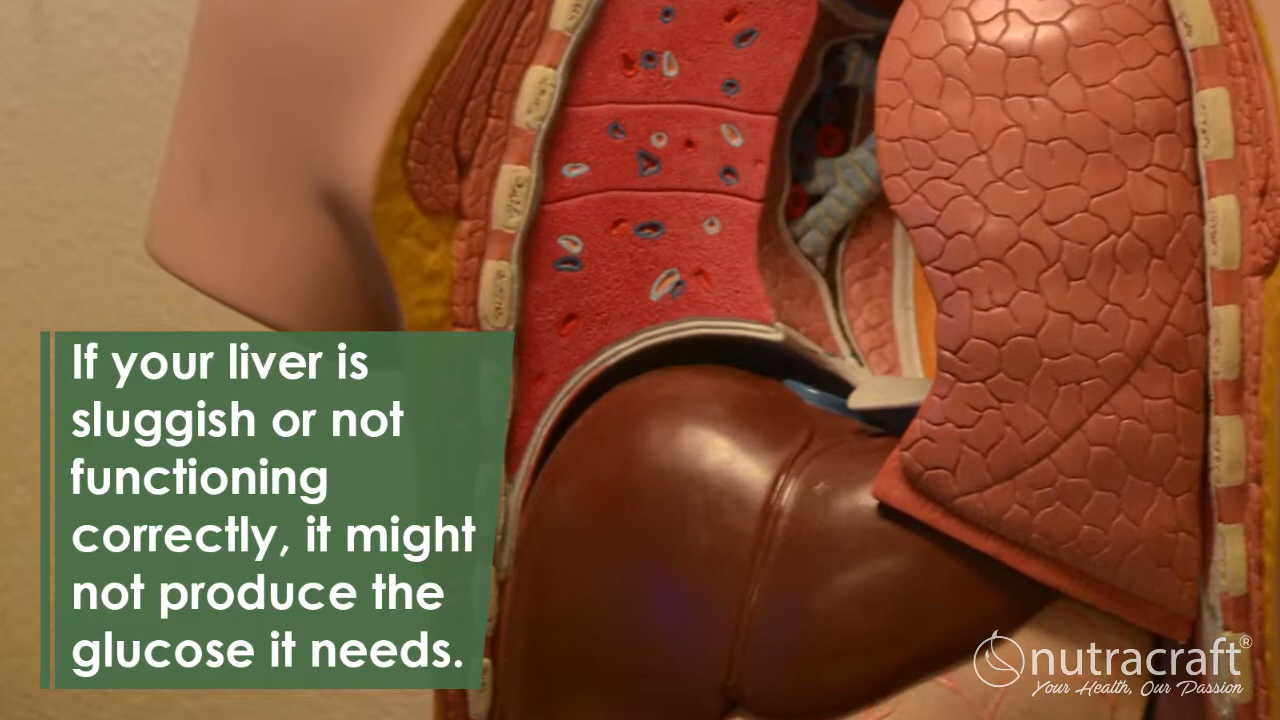 If your liver is
sluggish or not
functioning
correctly, it might
not produce the
glucose it needs.
nutracraft®
Your Health, Our Passion